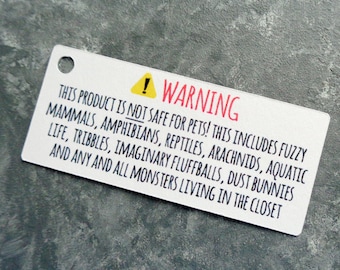 ! WARNING
THIS PRODUCT IS NOT SAFE FOR PETS! THIS INCLUDES FUZZY
MAMMALS, AMPHIBIANS, REPTILES, ARACHNIDS, AQUATIC
LIFE, TRIBBLES, IMAGINARY FLUFFBALLS, DUST BUNNIES
AND ANY AND ALL MONSTERS LIVING IN THE CLOSET